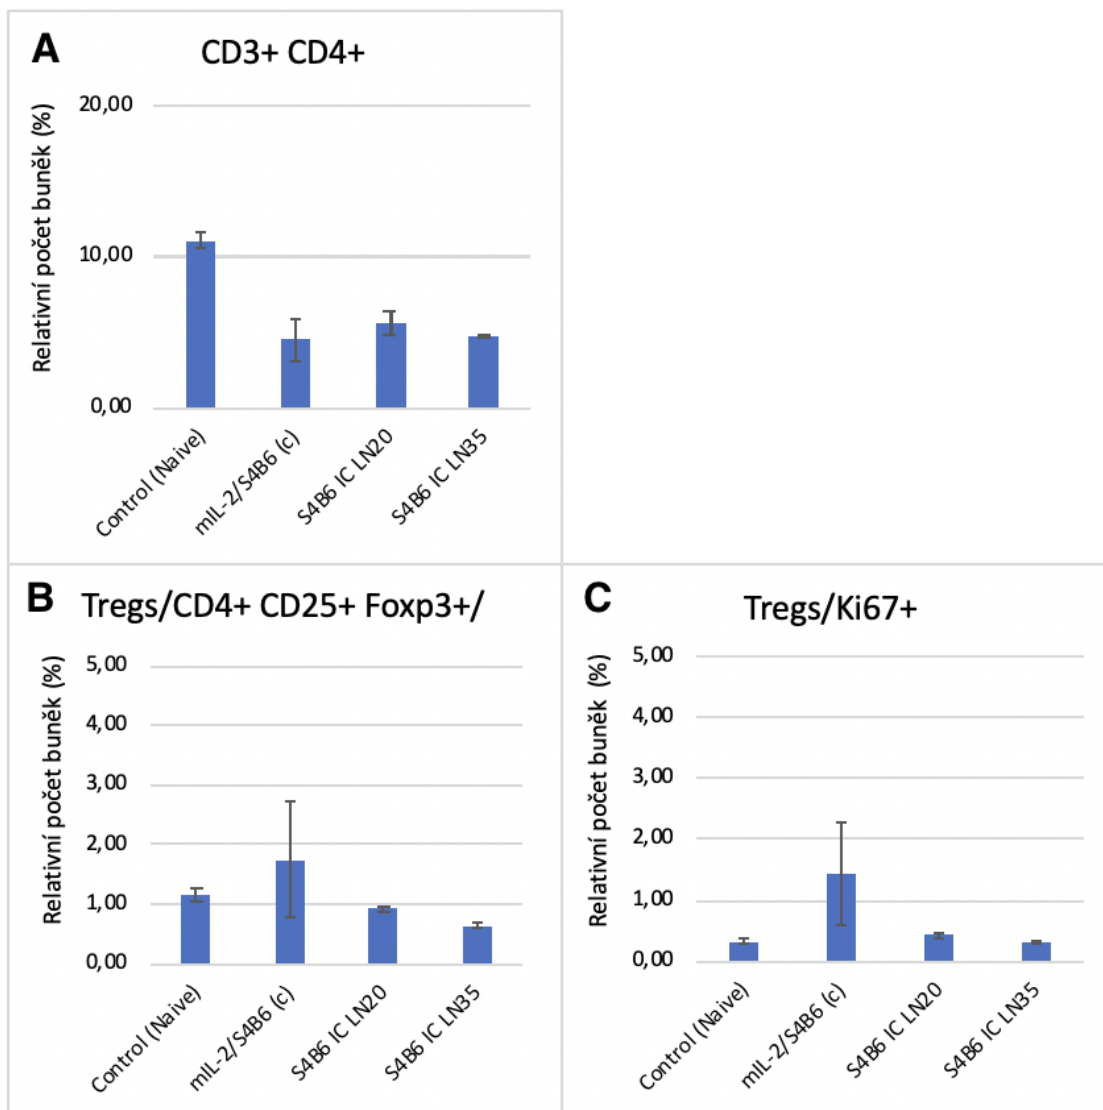 A
CD3+ CD4+
Relativní počet buněk (%)
20,00
10,00
0,00
Control (Naive)
mIL-2/S4B6 (c)
S4B6 IC LN20
S4B6 IC LN35
B
Tregs/CD4+ CD25+ Foxp3+/
Relativní počet buněk (%)
5,00
4,00
3,00
2,00
1,00
0,00
Control (Naive)
mIL-2/S4B6 (c)
S4B6 IC LN20
S4B6 IC LN35
C
Tregs/Ki67+
Relativní počet buněk (%)
5,00
4,00
3,00
2,00
1,00
0,00
Control (Naive)
mIL-2/S4B6 (c)
S4B6 IC LN20
S4B6 IC LN35